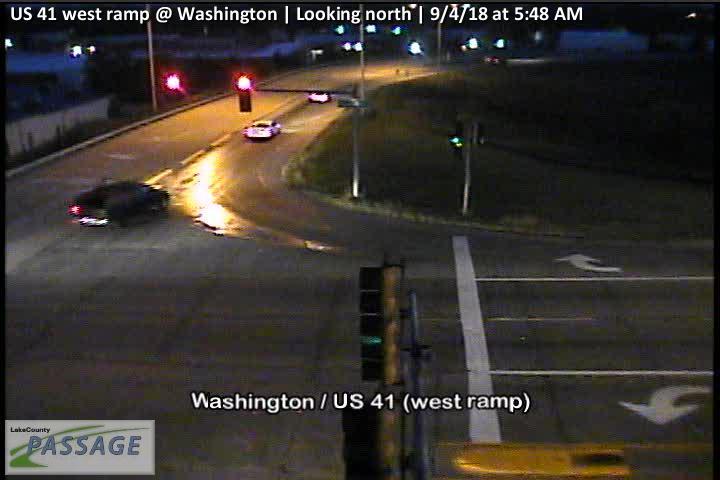 US 41 west ramp @ Washington | Looking north | 9/4/18 at 5:48 AM
Washington / US 41 (west ramp)
LakeCounty
PASSAGE